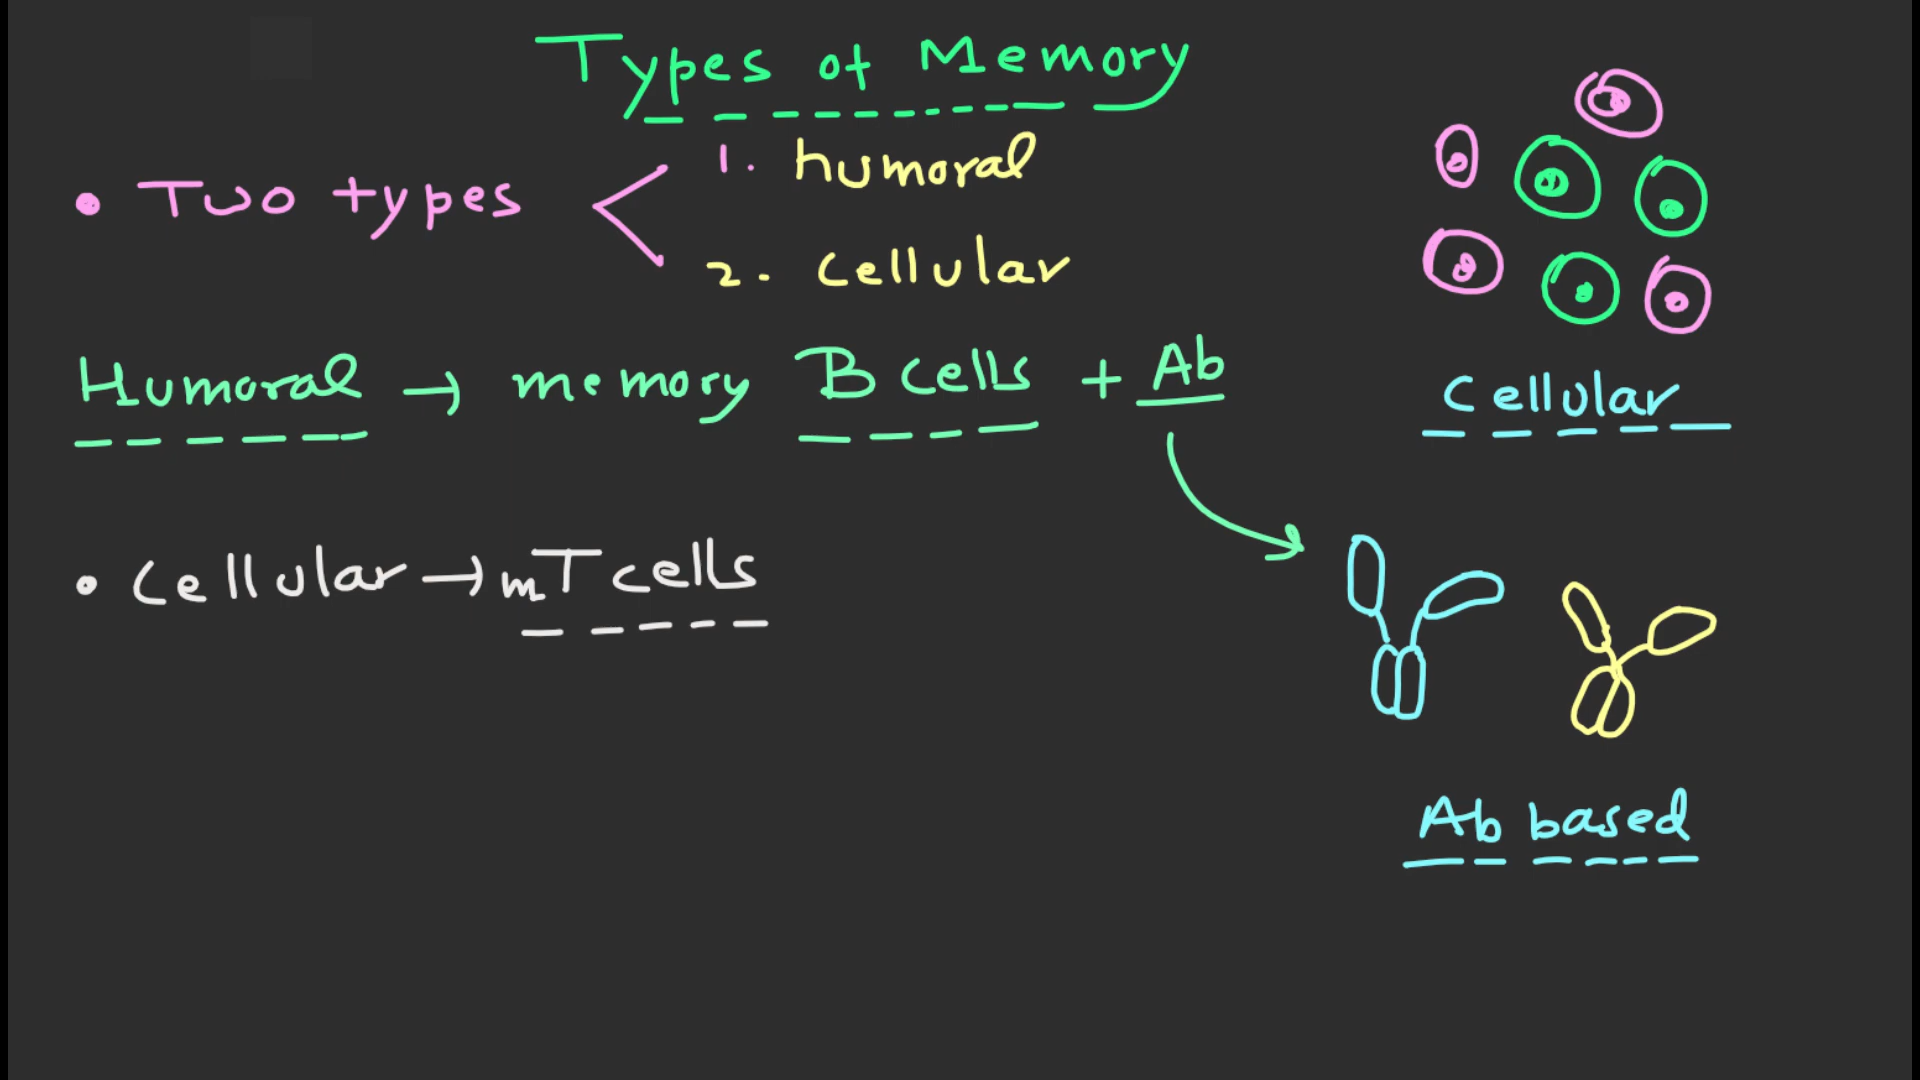 Types of Memory
• Two types < 1. humoral
2. cellular
Humoral → memory B cells + Ab
cellular
• cellular → mT cells
Ab based